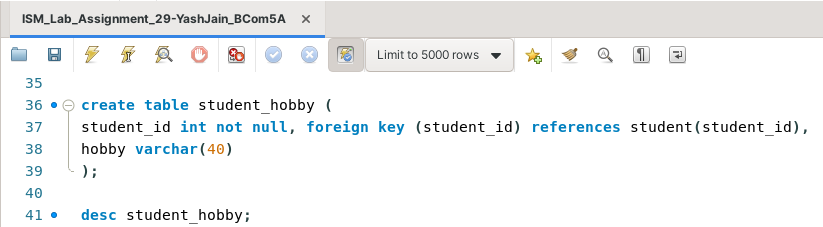 ISM_Lab_Assignment_29-YashJain_BCom5A ×
Limit to 5000 rows
35
36 create table student_hobby (
37 student_id int not null, foreign key (student_id) references student(student_id),
38 hobby varchar(40)
39 );
40
41 desc student_hobby;